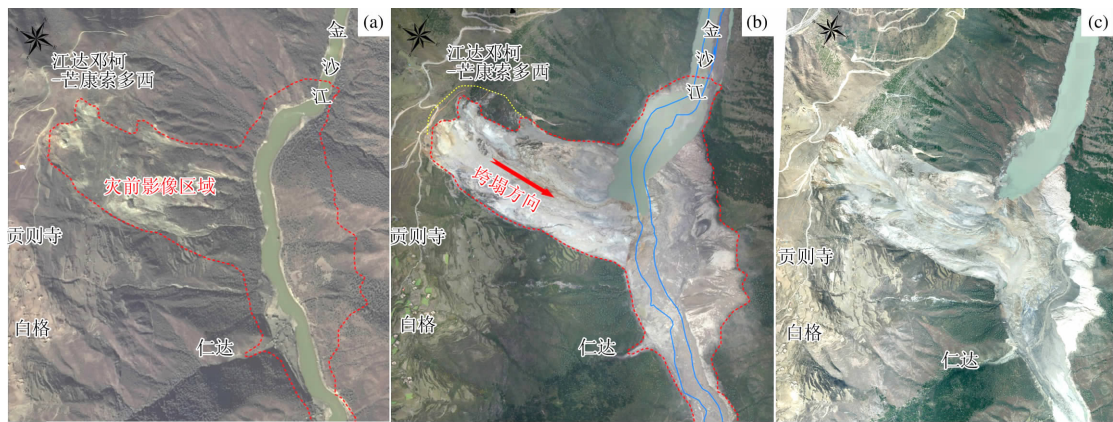 (a)
金
沙
江
江达邓柯
-芒康索多西
灾前影像区域
贡则寺
白格
仁达
(b)
金
沙
江
江达邓柯
-芒康索多西
垮塌方向
贡则寺
白格
仁达
(c)
贡则寺
白格
仁达